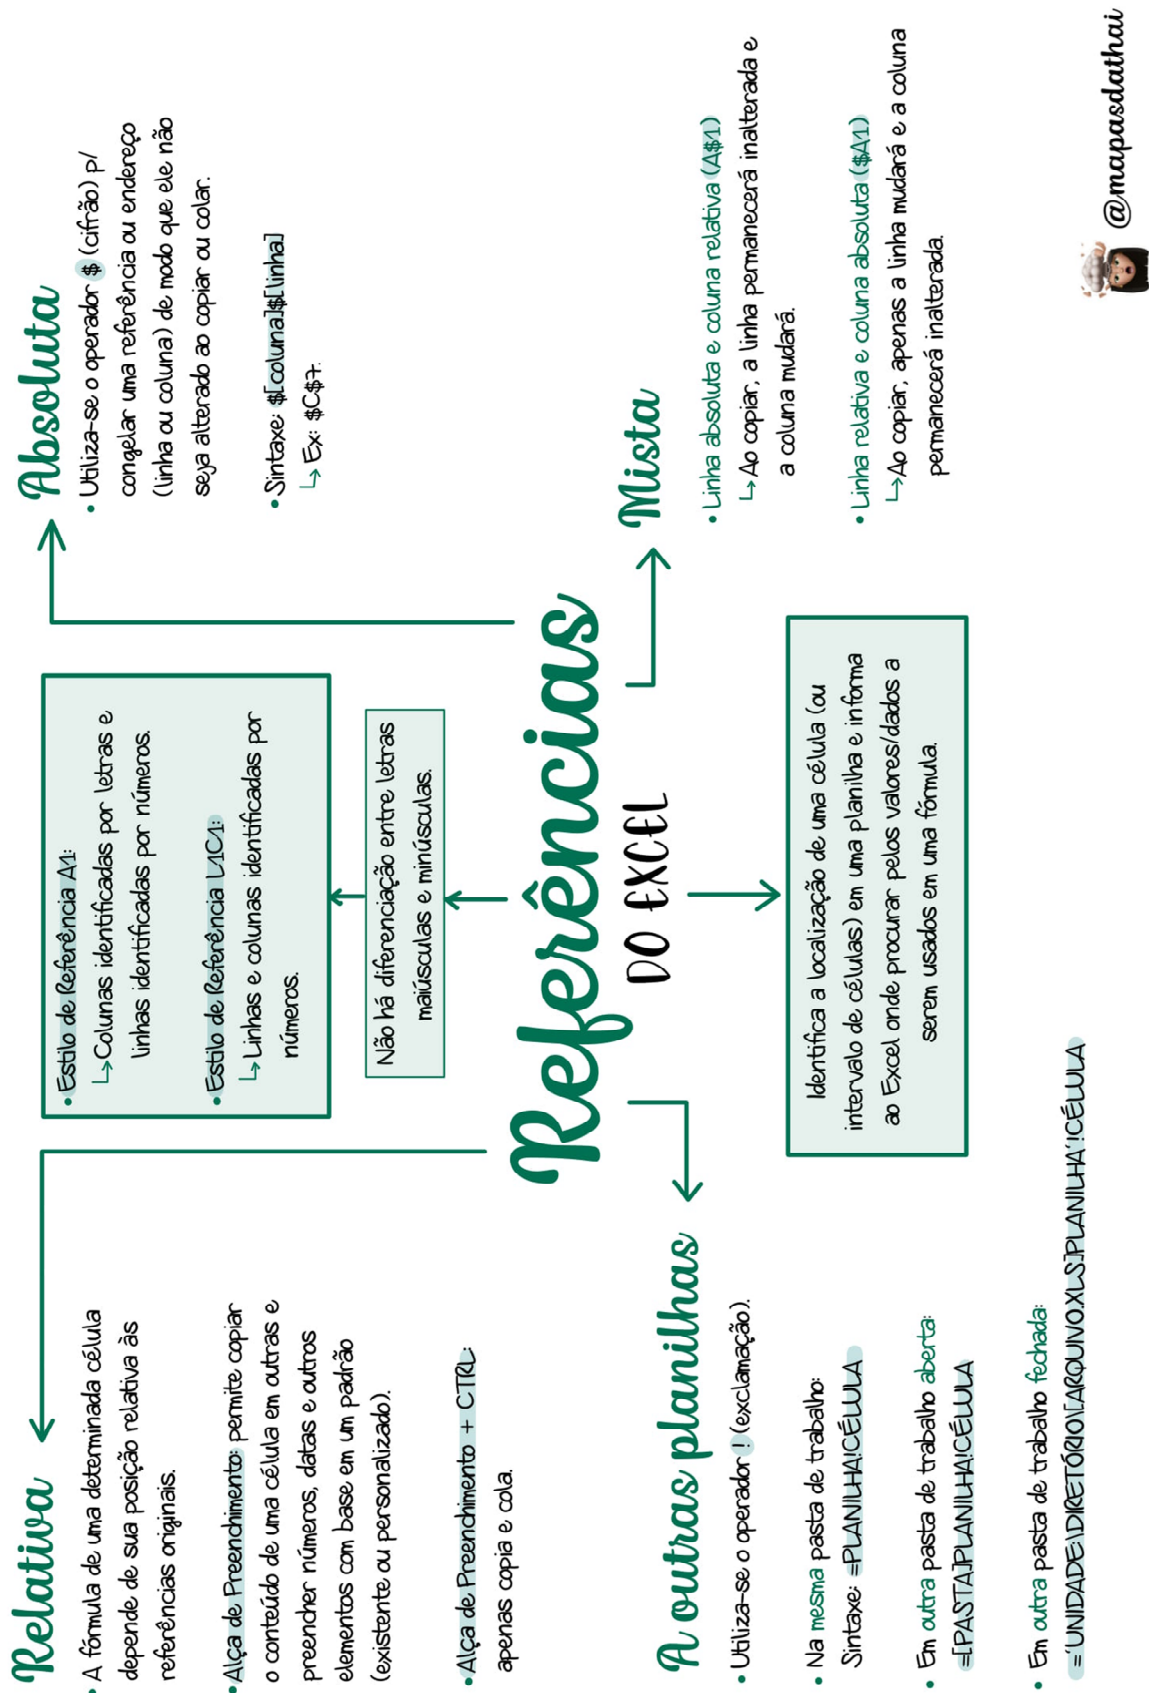 Relativa
• A fórmula de uma determinada célula
depende de sua posição relativa às
referências originais.
• Alça de Preenchimento: permite copiar
o conteúdo de uma célula em outras e
preencher números, datas e outros
elementos com base em um padrão
(existente ou personalizado).
• Alça de Preenchimento + CTRL:
apenas copia e cola.
• Estilo de Referência A1:
↳ Colunas identificadas por letras e
linhas identificadas por números.
• Estilo de Referência L1C1:
↳ Linhas e colunas identificadas por
números.
Não há diferenciação entre letras
maiúsculas e minúsculas.
Absoluta
• Utiliza-se o operador $ (cifrão) p/
congelar uma referência ou endereço
(linha ou coluna) de modo que ele não
seja alterado ao copiar ou colar.
• Sintaxe: $[coluna]$[linha]
↳ Ex: $C$7.
Referências
DO EXCEL
A outras planilhas
• Utiliza-se o operador ! (exclamação).
• Na mesma pasta de trabalho:
Sintaxe: =PLANILHA!CÉLULA
• Em outra pasta de trabalho aberta:
=[PASTA]PLANILHA!CÉLULA
• Em outra pasta de trabalho fechada:
='UNIDADE:\DIRETÓRIO\[ARQUIVO.XLS]PLANILHA'!CÉLULA
Identifica a localização de uma célula (ou
intervalo de células) em uma planilha e informa
ao Excel onde procurar pelos valores/dados a
serem usados em uma fórmula.
Mista
• Linha absoluta e coluna relativa (A$1)
↳ Ao copiar, a linha permanecerá inalterada e
a coluna mudará.
• Linha relativa e coluna absoluta ($A1)
↳ Ao copiar, apenas a linha mudará e a coluna
permanecerá inalterada.
@mapasdathai